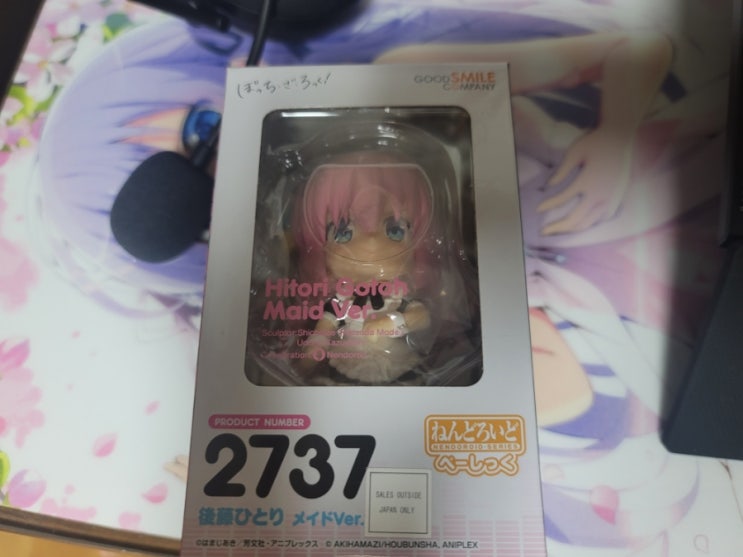 ぼっち・ざ・ろっく!
GOOD SMILE
COMPANY
Hitori Gotoh
Maid Ver.
PRODUCT NUMBER
2737
ねんどろいど
NENDOROID SERIES
べーしっく
後藤ひとり メイドVer.
SALES OUTSIDE
JAPAN ONLY
©はまじあき/芳文社・アニプレックス © AKIHAMAZI/HOUBUNSHA, ANIPLEX